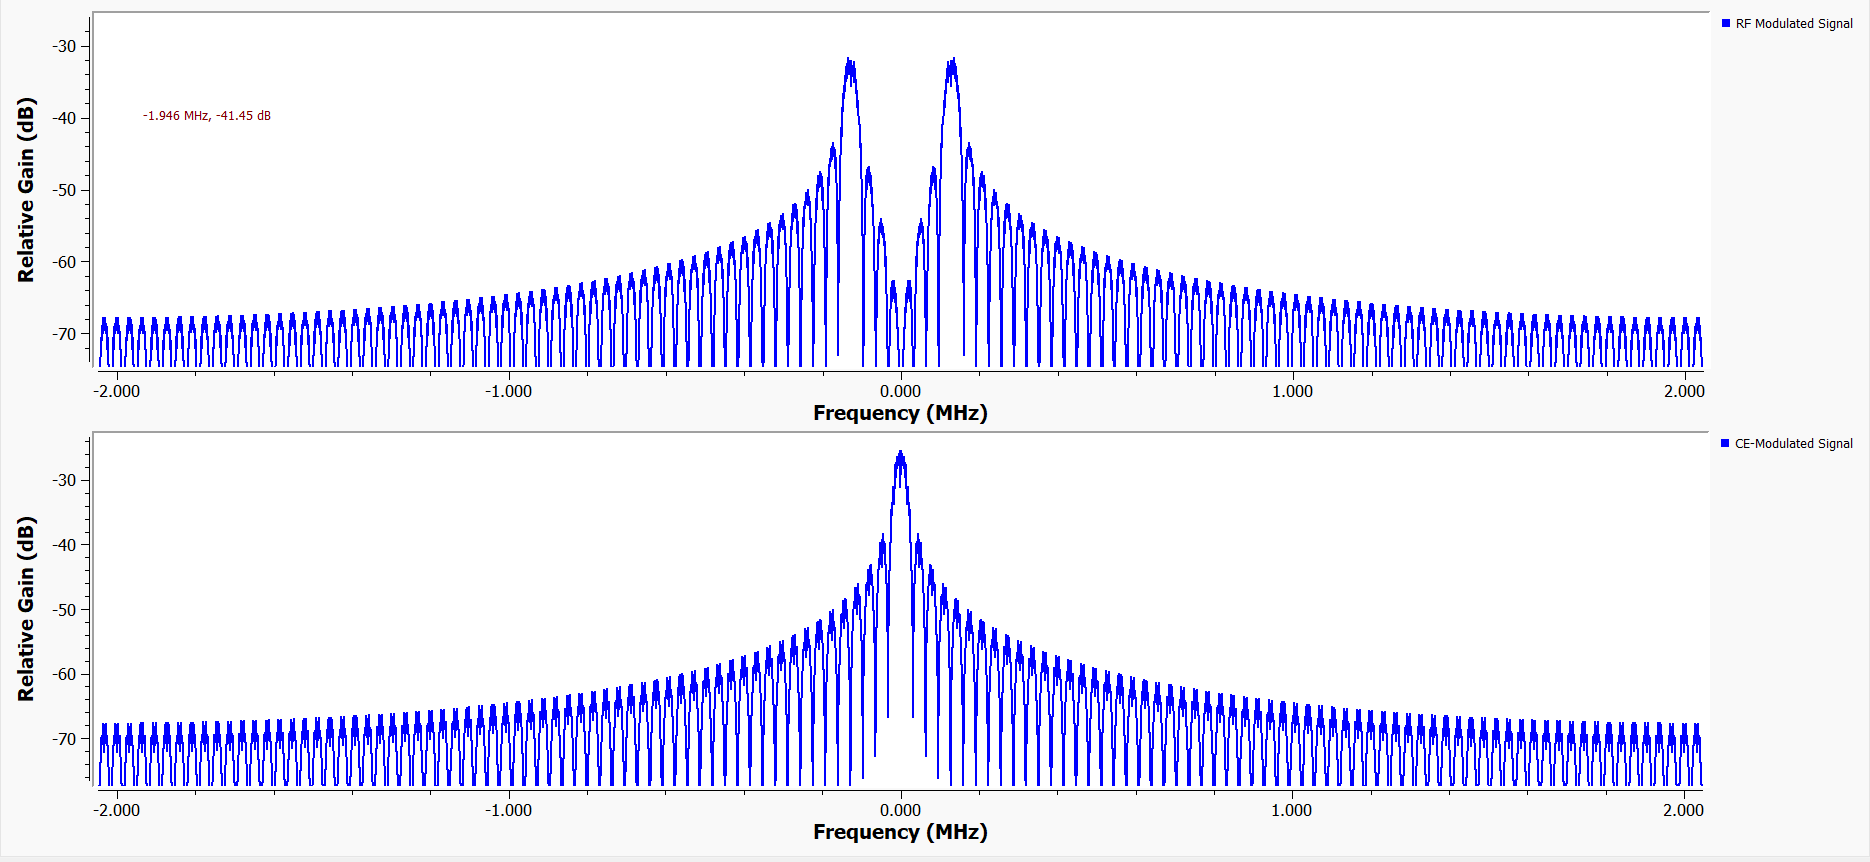 RF Modulated Signal
-30
-40
-50
-60
-70
Relative Gain (dB)
-1.946 MHz, -41.45 dB
-2.000 -1.000 0.000 1.000 2.000
Frequency (MHz)
CE-Modulated Signal
-30
-40
-50
-60
-70
Relative Gain (dB)
-2.000 -1.000 0.000 1.000 2.000
Frequency (MHz)